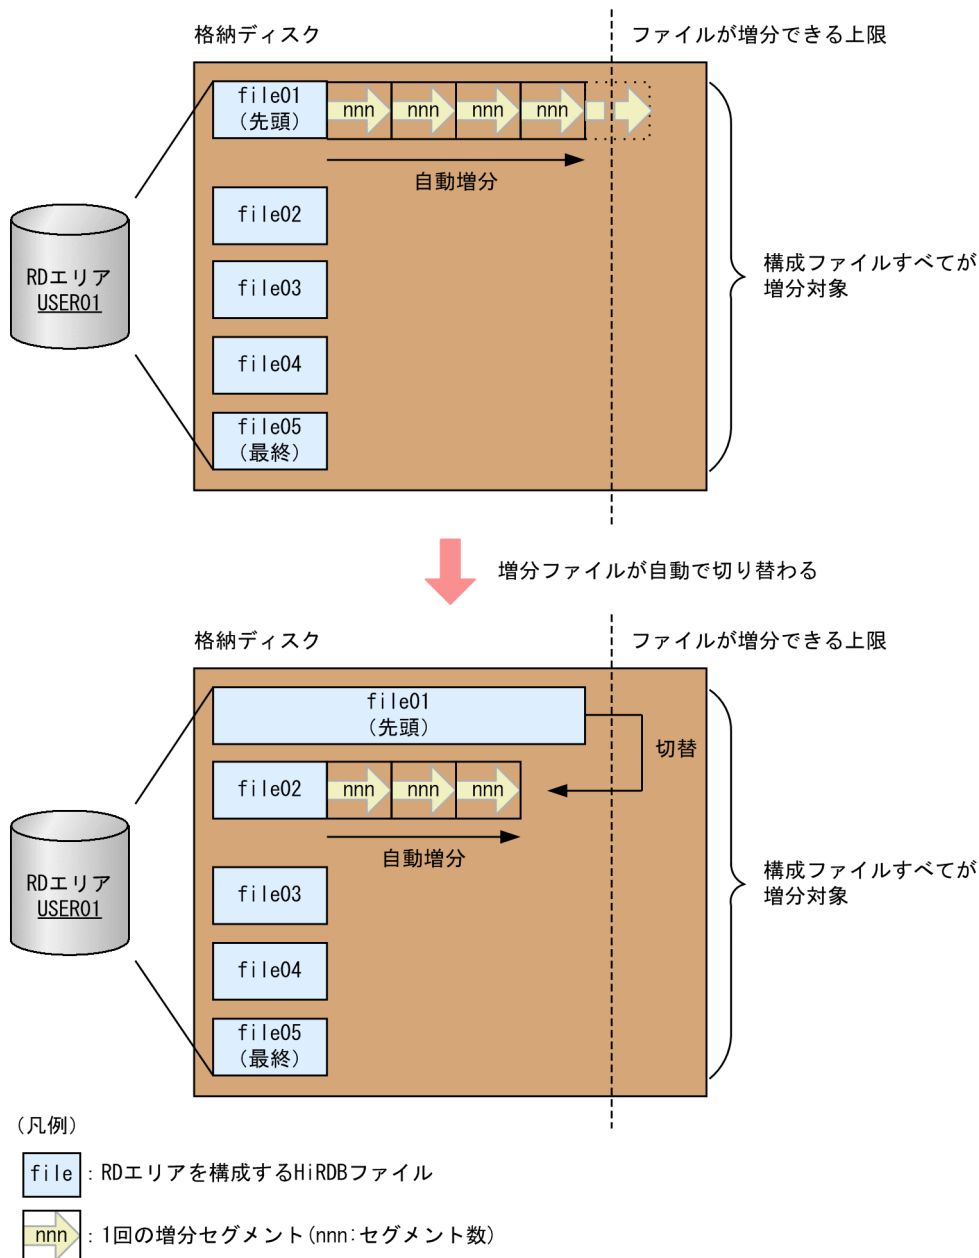 格納ディスク
ファイルが増分できる上限
file01
(先頭)
nnn
nnn
nnn
nnn
自動増分
file02
file03
file04
file05
(最終)
RDエリア
USER01
構成ファイルすべてが
増分対象
増分ファイルが自動で切り替わる
格納ディスク
ファイルが増分できる上限
file01
(先頭)
切替
file02
nnn
nnn
nnn
自動増分
file03
file04
file05
(最終)
RDエリア
USER01
構成ファイルすべてが
増分対象
(凡例)
file : RDエリアを構成するHiRDBファイル
nnn : 1回の増分セグメント(nnn:セグメント数)